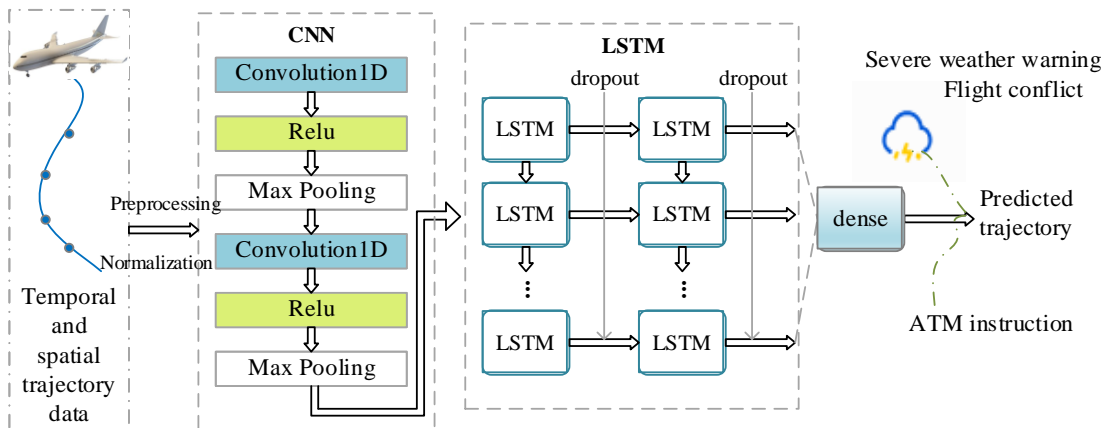 Temporal
and
spatial
trajectory
data
Preprocessing
Normalization
CNN
Convolution1D
Relu
Max Pooling
Convolution1D
Relu
Max Pooling
LSTM
dropout
dropout
LSTM
LSTM
LSTM
LSTM
LSTM
LSTM
dense
Severe weather warning
Flight conflict
Predicted
trajectory
ATM instruction